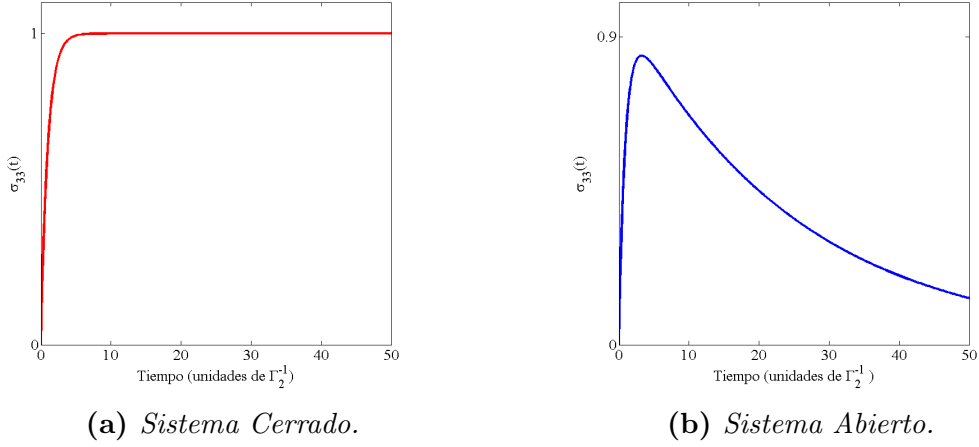 1
σ₃₃(t)
0
0 10 20 30 40 50
Tiempo (unidades de Γ₂⁻¹)
(a) Sistema Cerrado.
0.9
σ₃₃(t)
0
0 10 20 30 40 50
Tiempo (unidades de Γ₂⁻¹)
(b) Sistema Abierto.